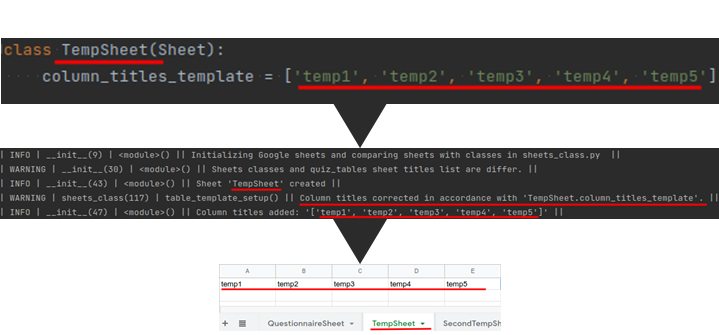 class TempSheet(Sheet):
column_titles_template = ['temp1', 'temp2', 'temp3', 'temp4', 'temp5']
| INFO | __init__(9) | <module>() || Initializing Google sheets and comparing sheets with classes in sheets_class.py ||
| WARNING | __init__(30) | <module>() || Sheets classes and quiz_tables sheet titles list are differ. ||
| INFO | __init__(43) | <module>() || Sheet 'TempSheet' created ||
| WARNING | sheets_class(117) | table_template_setup() || Column titles corrected in accordance with 'TempSheet.column_titles_template'. ||
| INFO | __init__(47) | <module>() || Column titles added: '['temp1', 'temp2', 'temp3', 'temp4', 'temp5']' ||
A B C D E
temp1 temp2 temp3 temp4 temp5
+ QuestionnaireSheet TempSheet SecondTempSh